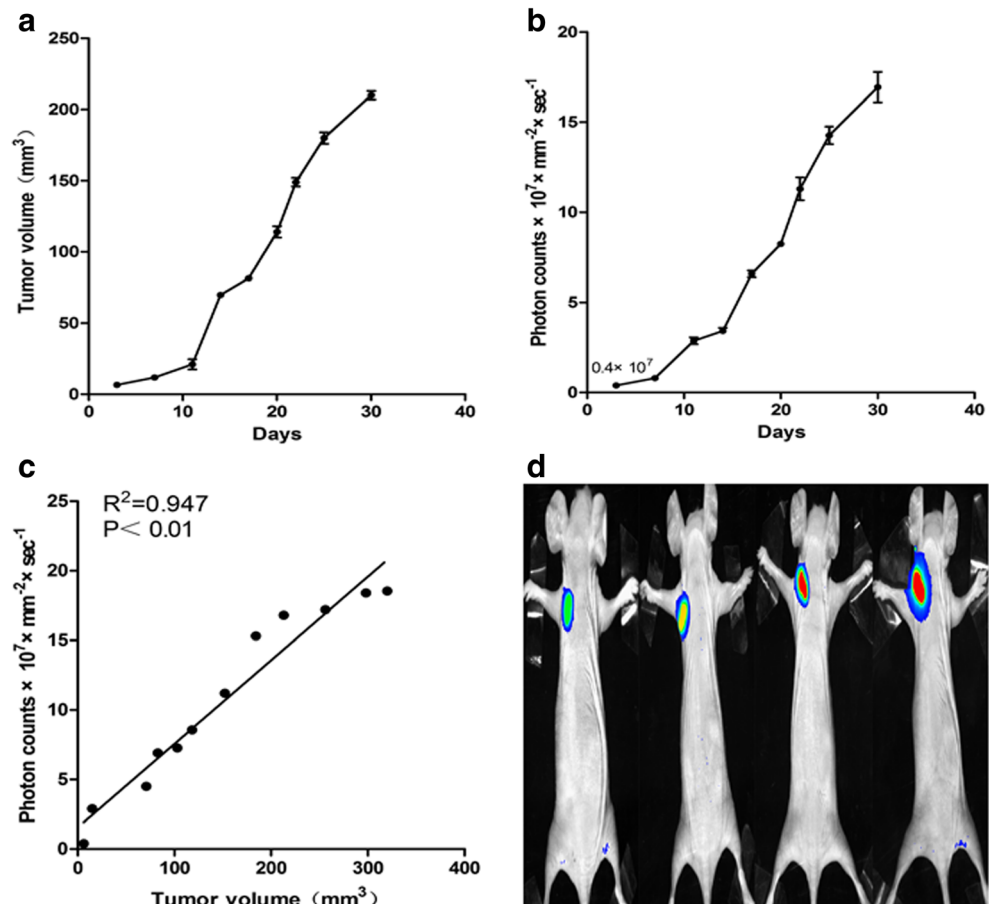 a
250
200
150
100
50
0
0 10 20 30 40
Days
Tumor volume (mm³)
b
20
15
10
5
0
0.4× 10⁷
0 10 20 30 40
Days
Photon counts × 10⁷× mm⁻²× sec⁻¹
c
R²=0.947
P< 0.01
25
20
15
10
5
0
0 100 200 300 400
Tumor volume (mm³)
Photon counts × 10⁷× mm⁻²× sec⁻¹
d